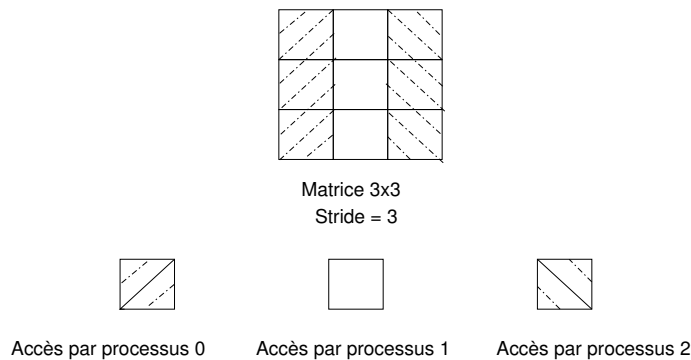 Matrice 3x3
Stride = 3
Accès par processus 0
Accès par processus 1
Accès par processus 2